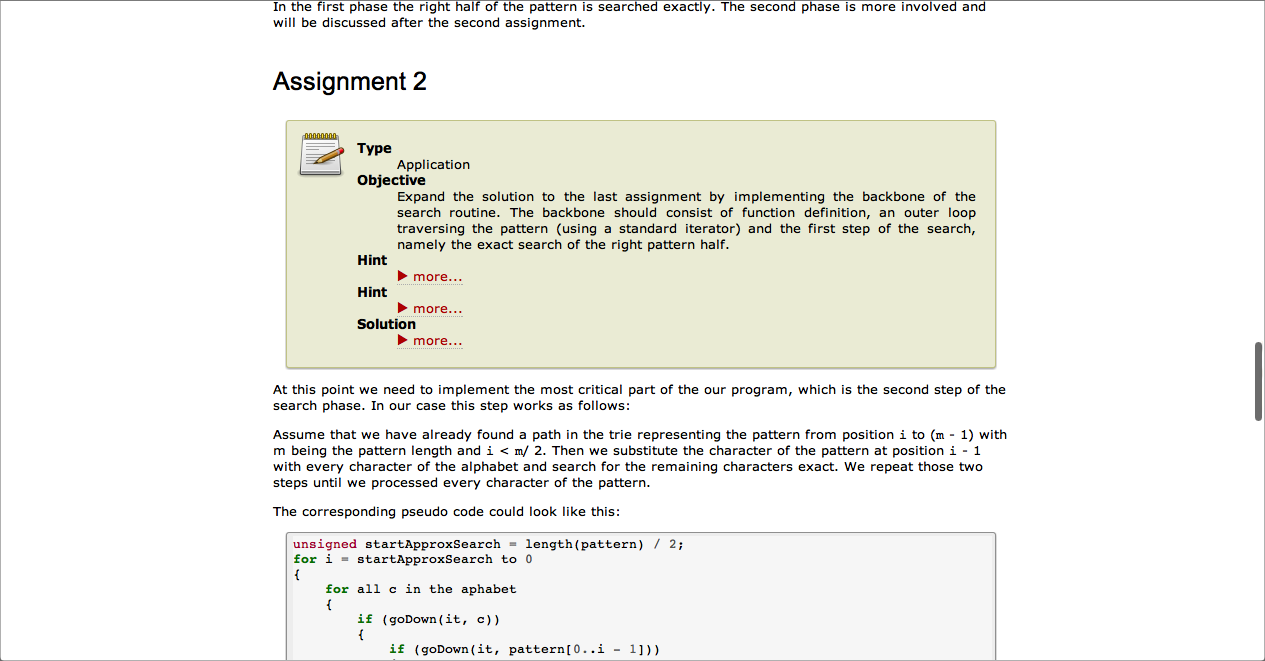 In the first phase the right half of the pattern is searched exactly. The second phase is more involved and
will be discussed after the second assignment.
Assignment 2
Type
Application
Objective
Expand the solution to the last assignment by implementing the backbone of the
search routine. The backbone should consist of function definition, an outer loop
traversing the pattern (using a standard iterator) and the first step of the search,
namely the exact search of the right pattern half.
Hint
more...
Hint
more...
Solution
more...
At this point we need to implement the most critical part of the our program, which is the second step of the
search phase. In our case this step works as follows:
Assume that we have already found a path in the trie representing the pattern from position i to (m - 1) with
m being the pattern length and i < m/ 2. Then we substitute the character of the pattern at position i - 1
with every character of the alphabet and search for the remaining characters exact. We repeat those two
steps until we processed every character of the pattern.
The corresponding pseudo code could look like this:
unsigned startApproxSearch = length(pattern) / 2;
for i = startApproxSearch to 0
{
for all c in the aphabet
{
if (goDown(it, c))
{
if (goDown(it, pattern[0..i - 1]))